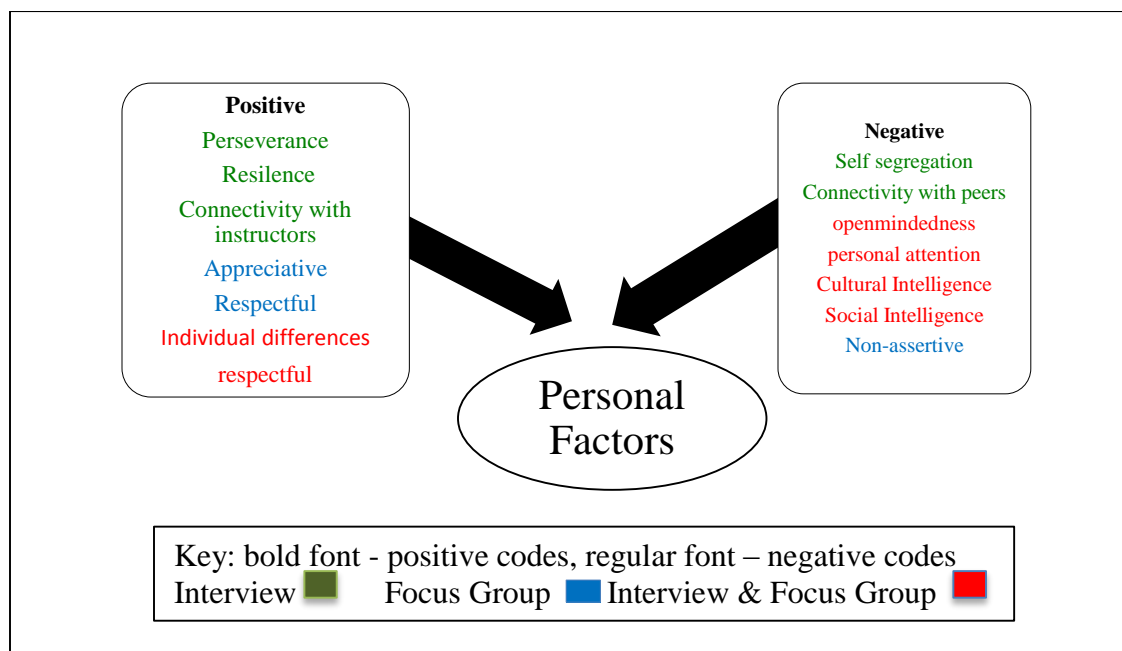 Positive
Perseverance
Resilence
Connectivity with
instructors
Appreciative
Respectful
Individual differences
respectful
Negative
Self segregation
Connectivity with peers
openmindedness
personal attention
Cultural Intelligence
Social Intelligence
Non-assertive
Personal
Factors
Key: bold font - positive codes, regular font – negative codes
Interview Focus Group Interview & Focus Group